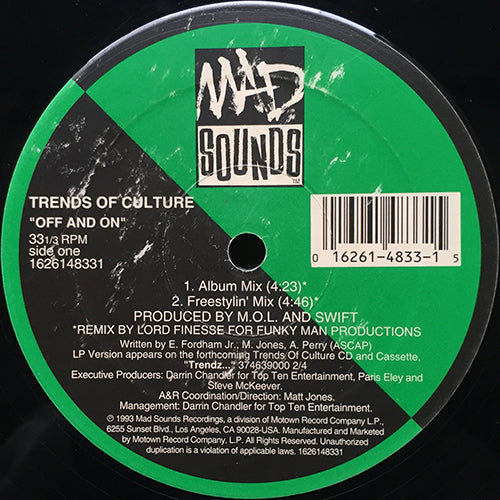 MAD
SOUNDS
TM
TRENDS OF CULTURE
"OFF AND ON"
33 1/3 RPM
side one
1626148331
0 16261-4833-1 5
1. Album Mix (4:23)*
2. Freestylin' Mix (4:46)*
PRODUCED BY M.O.L. AND SWIFT
*REMIX BY LORD FINESSE FOR FUNKY MAN PRODUCTIONS
Written by E. Fordham Jr., M. Jones, A. Perry (ASCAP)
LP Version appears on the forthcoming Trends Of Culture CD and Cassette,
"Trendz..." 374639000 2/4
Executive Producers: Darrin Chandler for Top Ten Entertainment, Paris Eley and
Steve McKeever.
A&R Coordination/Direction: Matt Jones.
Management: Darrin Chandler for Top Ten Entertainment.
℗ 1993 Mad Sounds Recordings, a division of Motown Record Company L.P.,
6255 Sunset Blvd., Los Angeles, CA 90028-USA. Manufactured and Marketed
by Motown Record Company, L.P. All Rights Reserved. Unauthorized
duplication is a violation of applicable laws. 1626148331